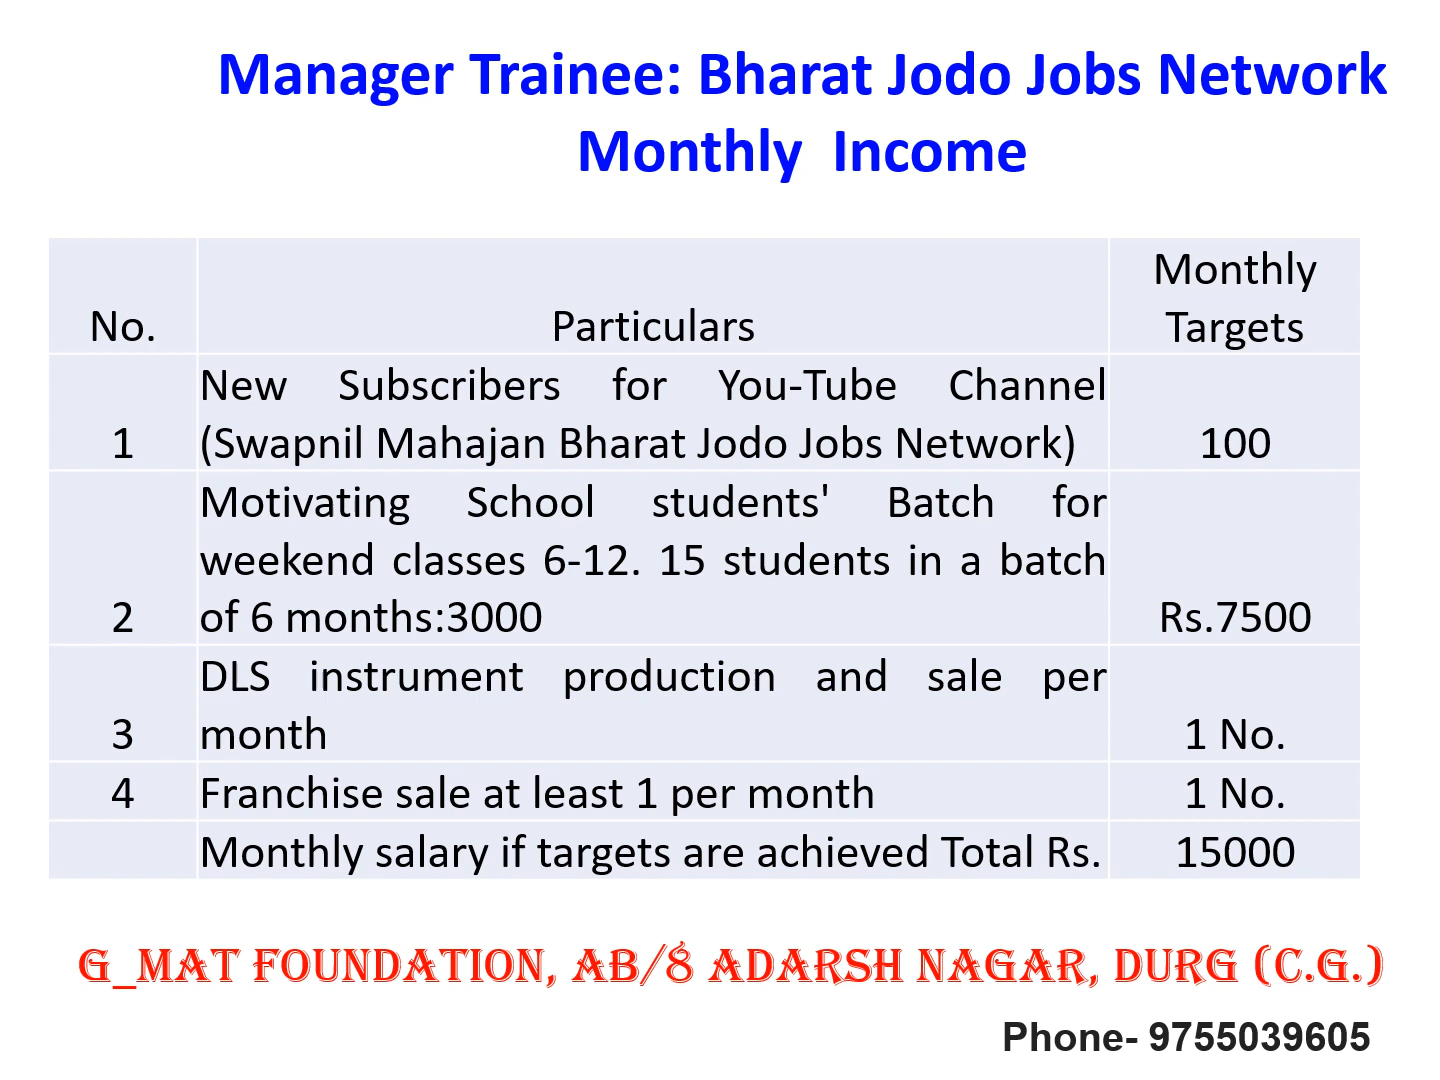 Manager Trainee: Bharat Jodo Jobs Network
Monthly Income
No.
Particulars
Monthly
Targets
1
New Subscribers for You-Tube Channel
(Swapnil Mahajan Bharat Jodo Jobs Network)
100
2
Motivating School students' Batch for
weekend classes 6-12. 15 students in a batch
of 6 months:3000
Rs.7500
3
DLS instrument production and sale per
month
1 No.
4
Franchise sale at least 1 per month
1 No.
Monthly salary if targets are achieved Total Rs.
15000
G_MAT FOUNDATION, AB/8 ADARSH NAGAR, DURG (C.G.)
Phone- 9755039605